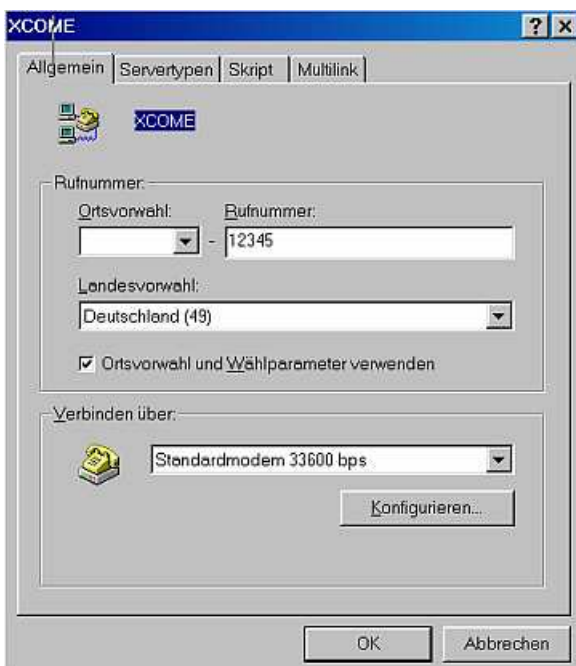 XCOME
Allgemein Servertypen Skript Multilink
XCOME
Rufnummer:
Ortsvorwahl: Rufnummer:
- 12345
Landesvorwahl:
Deutschland (49)
Ortsvorwahl und Wählparameter verwenden
Verbinden über:
Standardmodem 33600 bps
Konfigurieren...
OK Abbrechen